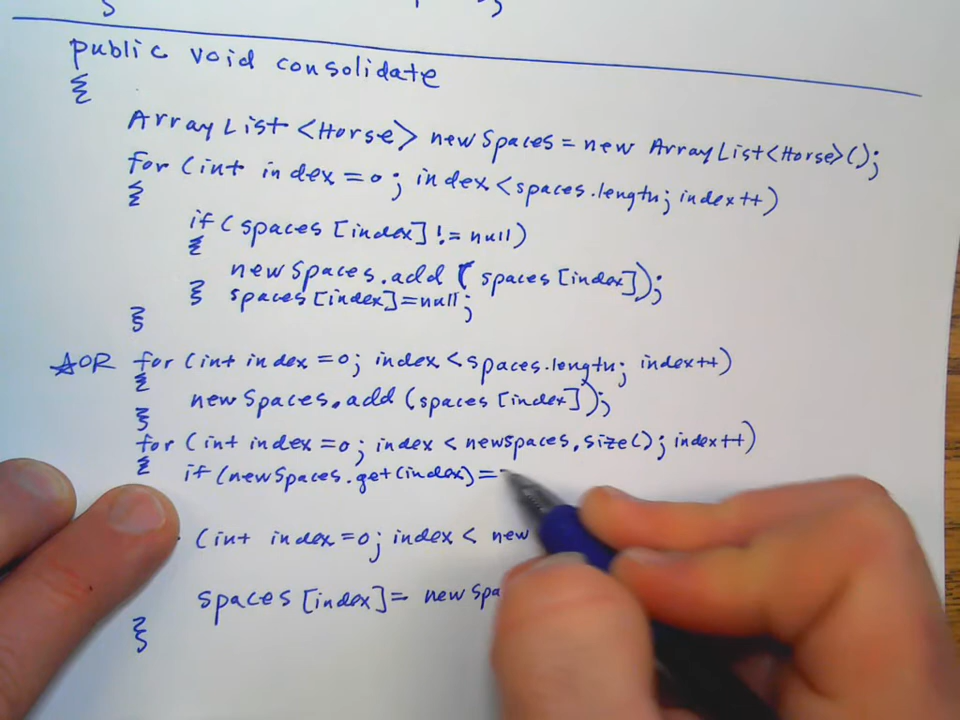 public void consolidate
{
ArrayList <Horse> newSpaces = new ArrayList<Horse>();
for (int index = 0; index < spaces.length; index++)
{
if (spaces [index] != null)
{
newSpaces.add (spaces [index]);
} spaces [index] = null;
}
☆OR for (int index = 0; index < spaces.length; index++)
{
newSpaces.add (spaces [index]);
}
for (int index = 0; index < newspaces.size(); index++)
{ if (newSpaces.get(index) =
(int index = 0; index < new
spaces [index] = new Spa
}